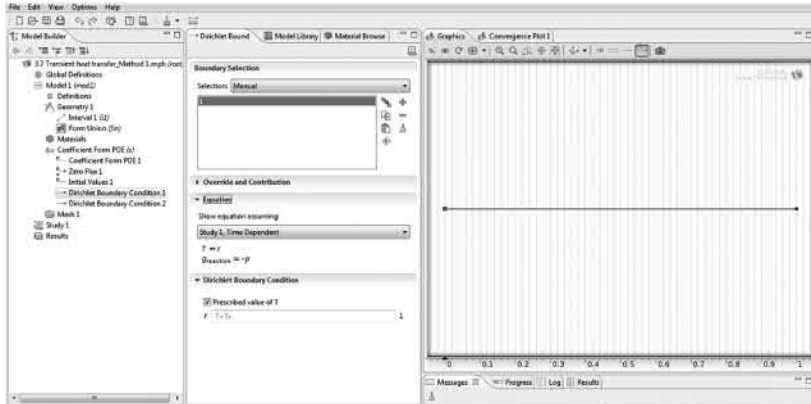 File Edit View Options Help
Model Builder
3.7 Transient heat transfer_Method 1.mph (root)
Global Definitions
Model 1 (mod1)
Definitions
Geometry 1
Interval 1 (i1)
Form Union (fin)
Materials
Coefficient Form PDE (c)
Coefficient Form PDE 1
Zero Flux 1
Initial Values 1
Dirichlet Boundary Condition 1
Dirichlet Boundary Condition 2
Mesh 1
Study 1
Results
Dirichlet Bound Model Library Material Browse
Boundary Selection
Selection: Manual
1
Override and Contribution
Equation
Show equation assuming:
Study 1, Time Dependent
T = r
g reaction = -μ
Dirichlet Boundary Condition
Prescribed value of T
r 1
Graphics Convergence Plot 1
0 0.1 0.2 0.3 0.4 0.5 0.6 0.7 0.8 0.9 1
Messages Progress Log Results